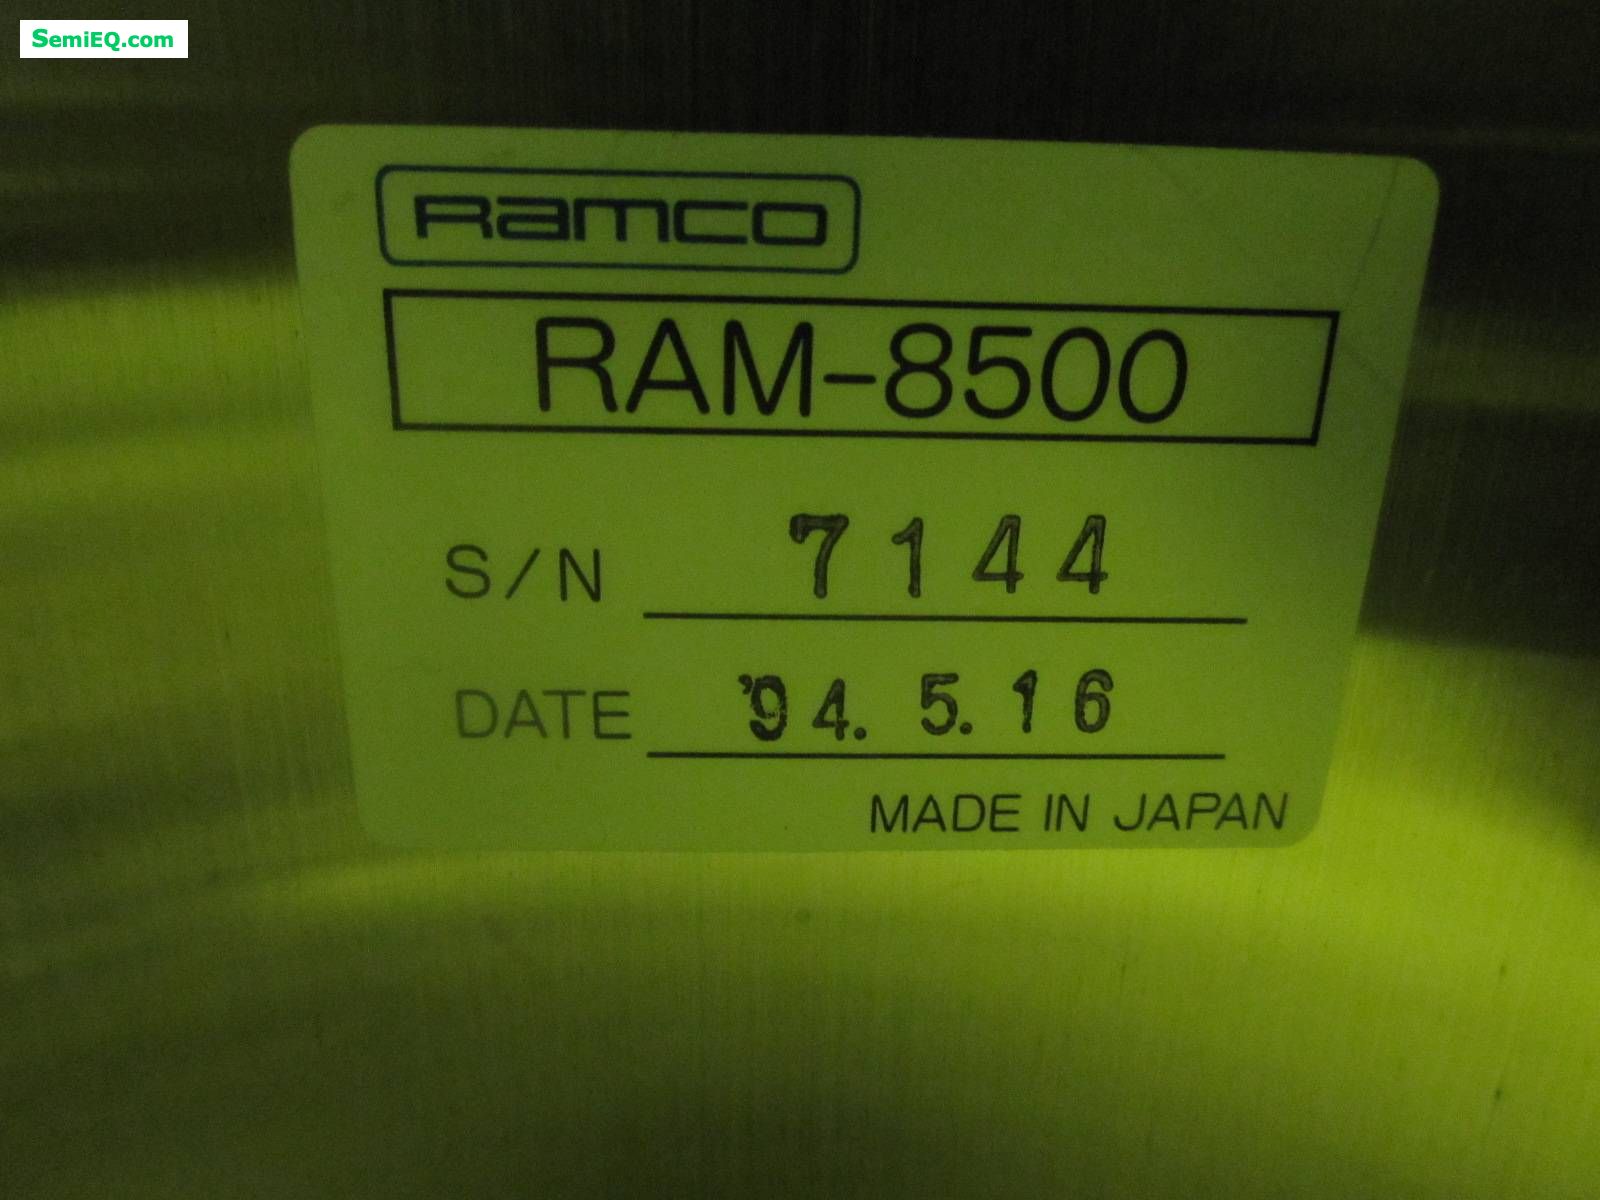 SemiEQ.com
Ramco
RAM-8500
S/N 7144
DATE '94. 5. 16
MADE IN JAPAN